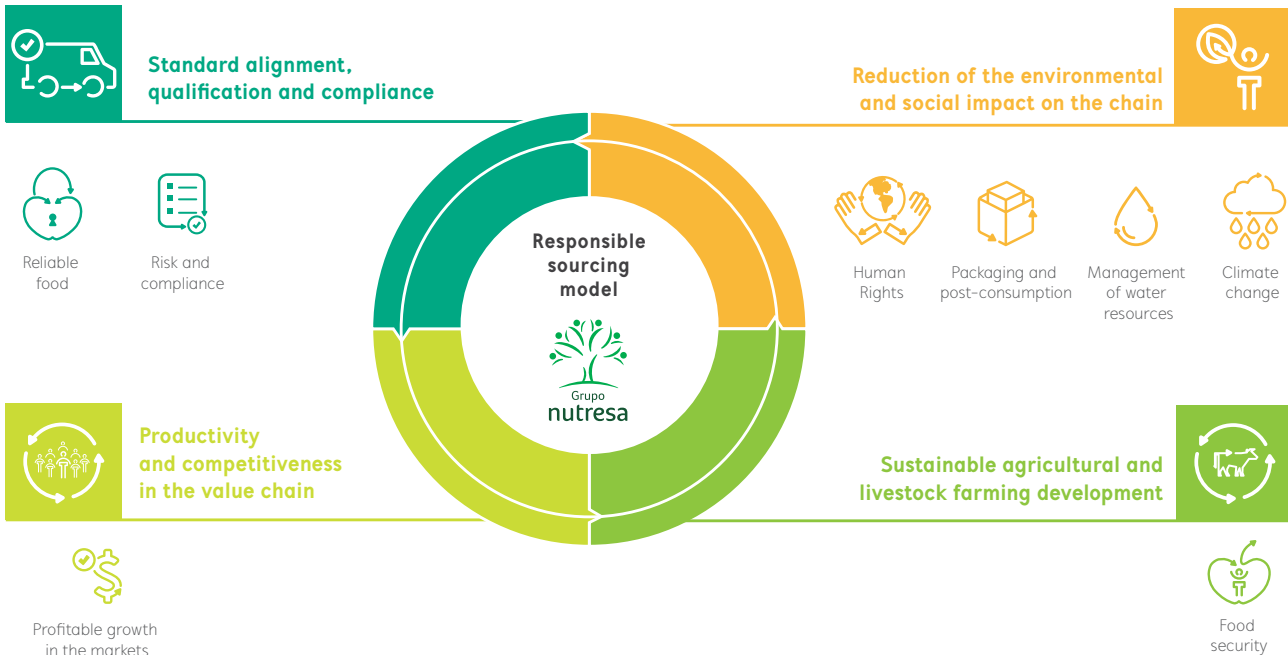 Standard alignment,
qualification and compliance
Reliable
food
Risk and
compliance
Reduction of the environmental
and social impact on the chain
Human
Rights
Packaging and
post-consumption
Management
of water
resources
Climate
change
Responsible
sourcing
model
Grupo
nutresa
Productivity
and competitiveness
in the value chain
Profitable growth
in the markets
Sustainable agricultural and
livestock farming development
Food
security